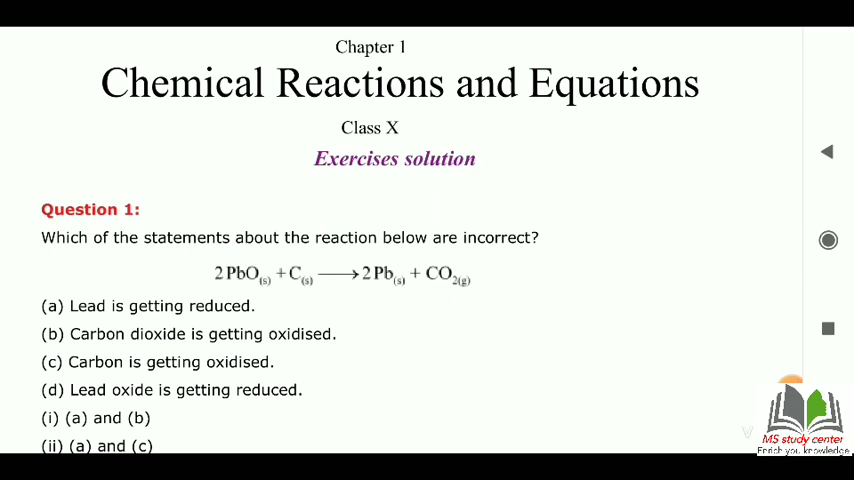 Chapter 1
Chemical Reactions and Equations
Class X
Exercises solution
Question 1:
Which of the statements about the reaction below are incorrect?
2 PbO(s) + C(s) ⟶ 2 Pb(s) + CO2(g)
(a) Lead is getting reduced.
(b) Carbon dioxide is getting oxidised.
(c) Carbon is getting oxidised.
(d) Lead oxide is getting reduced.
(i) (a) and (b)
(ii) (a) and (c)
MS study center
Enrich you knowledge